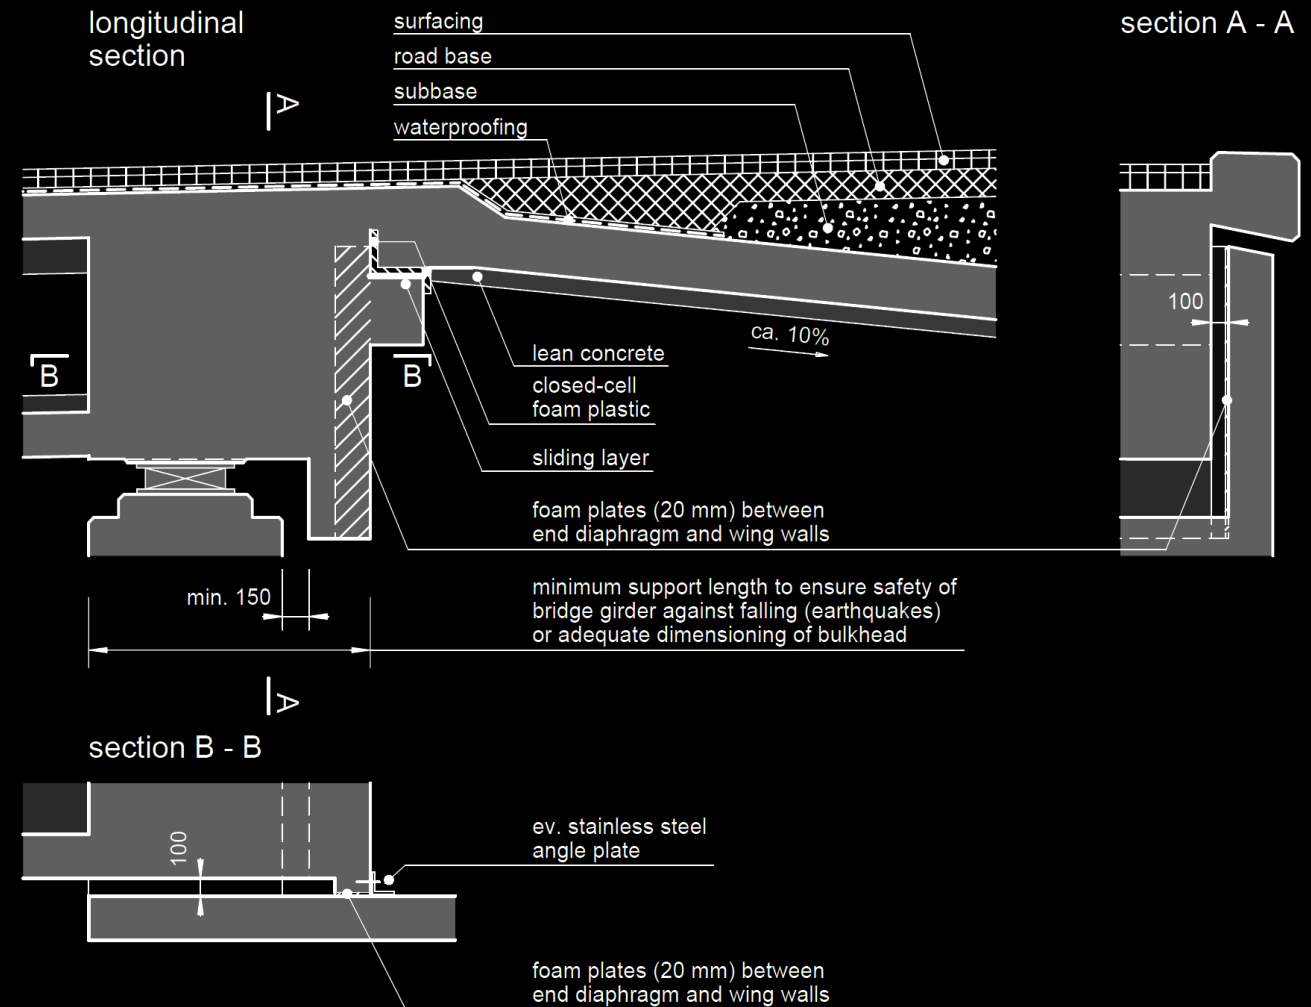 longitudinal
section
section A - A
surfacing
road base
subbase
waterproofing
A
100
ca. 10%
B
B
lean concrete
closed-cell
foam plastic
sliding layer
foam plates (20 mm) between
end diaphragm and wing walls
min. 150
minimum support length to ensure safety of
bridge girder against falling (earthquakes)
or adequate dimensioning of bulkhead
A
section B - B
100
ev. stainless steel
angle plate
foam plates (20 mm) between
end diaphragm and wing walls